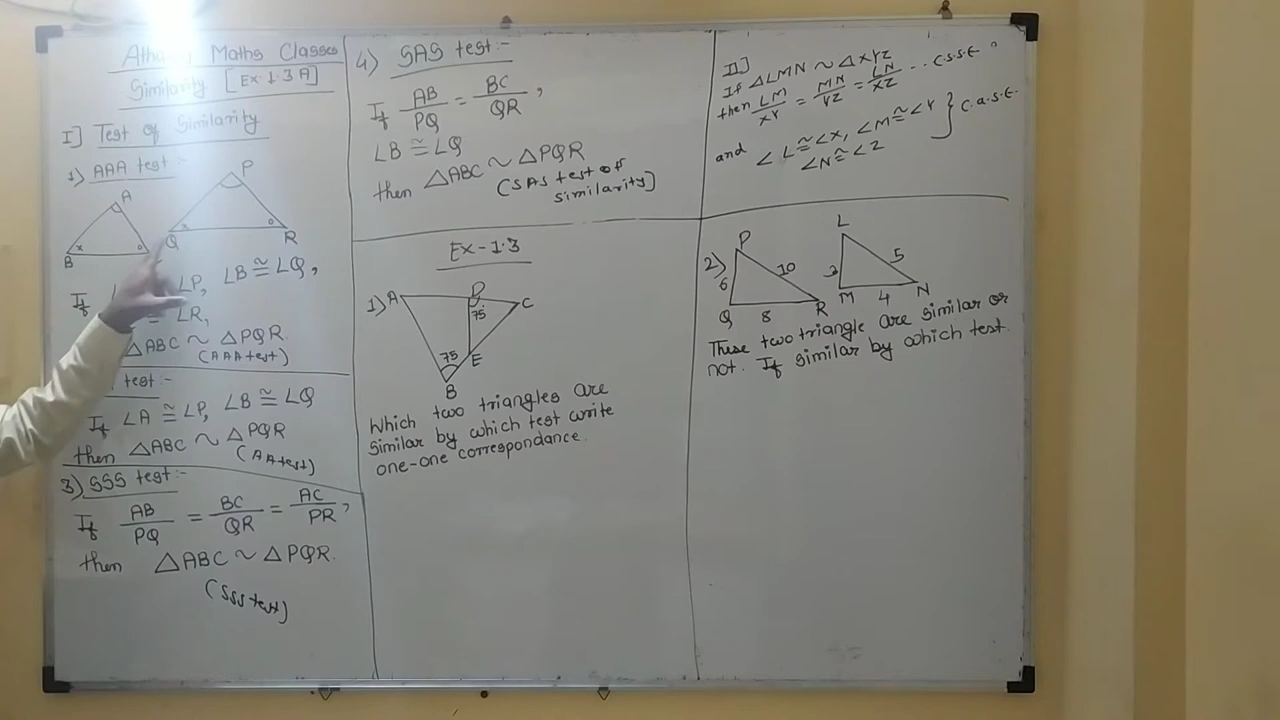 Maths Classes
Similarity [Ex-1.3 A]
I] Test of Similarity
1) AAA test :-
A
P
B
Q
R
If ∠P, ∠B ≅ ∠Q,
≅ ∠R,
△ABC ~ △PQR.
(AAA test)
test :-
If ∠A ≅ ∠P, ∠B ≅ ∠Q
then △ABC ~ △PQR
(AA test)
3) SSS test :-
If AB/PQ = BC/QR = AC/PR,
then △ABC ~ △PQR.
(SSS test)
4) SAS test :-
If AB/PQ = BC/QR,
∠B ≅ ∠Q
then △ABC ~ △PQR
(SAS test of
similarity)
Ex-1.3
1) A D C
75
75
E
B
Which two triangles are
similar by which test write
one-one correspondance.
II]
If △LMN ~ △XYZ
then LM/XY = MN/YZ = LN/XZ -- C.S.S.t.
and ∠L ≅ ∠X, ∠M ≅ ∠Y } C.a.s.t.
∠N ≅ ∠Z
2) P
6 10
Q 8 R
L
3 5
M 4 N
These two triangle are similar or
not. If similar by which test.